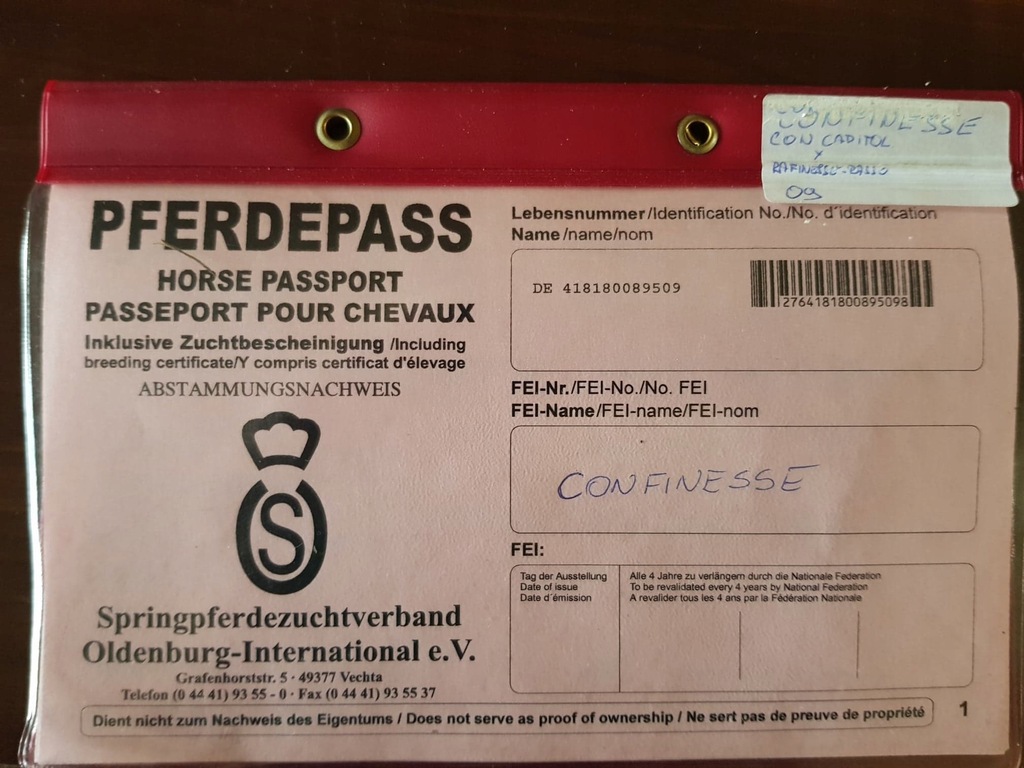 CONFINESSE
CON CADITOL
x
09
PFERDEPASS
HORSE PASSPORT
PASSEPORT POUR CHEVAUX
Inklusive Zuchtbescheinigung /Including
breeding certificate/Y compris certificat d'élevage
ABSTAMMUNGSNACHWEIS
S
Springpferdezuchtverband
Oldenburg-International e.V.
Grafenhorststr. 5 · 49377 Vechta
Telefon (0 44 41) 93 55 - 0 · Fax (0 44 41) 93 55 37
Lebensnummer/Identification No./No. d´identification
Name/name/nom
DE 418180089509
2764181800895098
FEI-Nr./FEI-No./No. FEI
FEI-Name/FEI-name/FEI-nom
CONFINESSE
FEI:
Tag der Ausstellung
Date of issue
Date d´émission
Alle 4 Jahre zu verlängern durch die Nationale Federation
To be revalidated every 4 years by National Federation
A revalider tous les 4 ans par la Fédération Nationale
Dient nicht zum Nachweis des Eigentums / Does not serve as proof of ownership / Ne sert pas de preuve de propriété
1